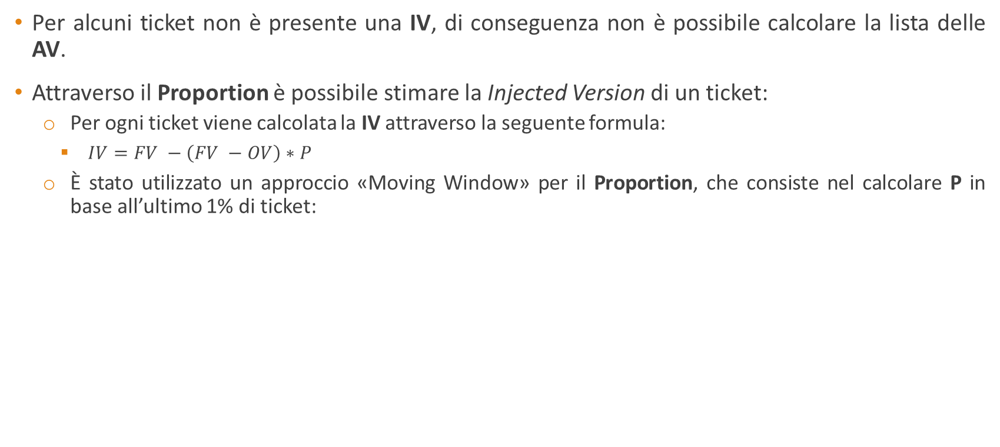 • Per alcuni ticket non è presente una IV, di conseguenza non è possibile calcolare la lista delle
AV.
• Attraverso il Proportion è possibile stimare la Injected Version di un ticket:
o Per ogni ticket viene calcolata la IV attraverso la seguente formula:
▪ IV = FV − (FV − OV) ∗ P
o È stato utilizzato un approccio «Moving Window» per il Proportion, che consiste nel calcolare P in
base all’ultimo 1% di ticket: